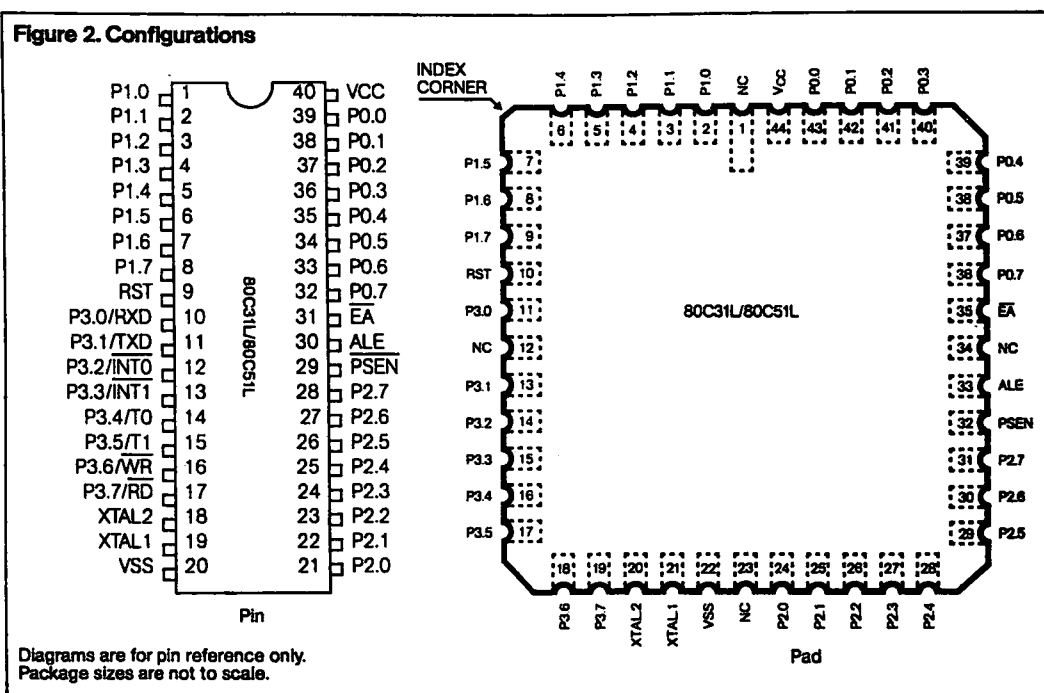 Figure 2. Configurations
P1.0 1 40 VCC
P1.1 2 39 P0.0
P1.2 3 38 P0.1
P1.3 4 37 P0.2
P1.4 5 36 P0.3
P1.5 6 35 P0.4
P1.6 7 34 P0.5
P1.7 8 33 P0.6
RST 9 32 P0.7
P3.0/RXD 10 31 E̅A̅
P3.1/TXD 11 30 ALE
P3.2/I̅N̅T̅0̅ 12 29 P̅S̅E̅N̅
P3.3/I̅N̅T̅1̅ 13 28 P2.7
P3.4/T0 14 27 P2.6
P3.5/T1 15 26 P2.5
P3.6/W̅R̅ 16 25 P2.4
P3.7/R̅D̅ 17 24 P2.3
XTAL2 18 23 P2.2
XTAL1 19 22 P2.1
VSS 20 21 P2.0
80C31L/80C51L
Pin
INDEX
CORNER
P1.4 P1.3 P1.2 P1.1 P1.0 NC VCC P0.0 P0.1 P0.2 P0.3
6 5 4 3 2 1 44 43 42 41 40
P1.5 7 39 P0.4
P1.6 8 38 P0.5
P1.7 9 37 P0.6
RST 10 36 P0.7
P3.0 11 35 E̅A̅
80C31L/80C51L
NC 12 34 NC
P3.1 13 33 ALE
P3.2 14 32 PSEN
P3.3 15 31 P2.7
P3.4 16 30 P2.6
P3.5 17 29 P2.5
18 19 20 21 22 23 24 25 26 27 28
P3.6 P3.7 XTAL2 XTAL1 VSS NC P2.0 P2.1 P2.2 P2.3 P2.4
Pad
Diagrams are for pin reference only.
Package sizes are not to scale.